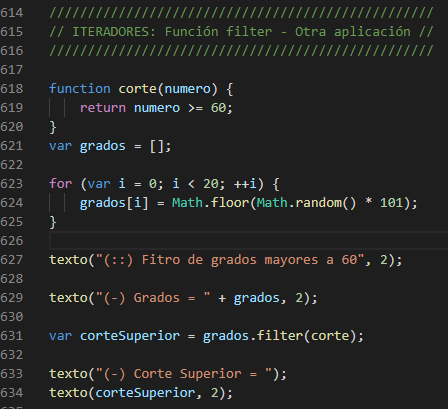 614 ///////////////////////////////////////////////////
615 // ITERADORES: Función filter - Otra aplicación //
616 ///////////////////////////////////////////////////
617
618 function corte(numero) {
619     return numero >= 60;
620 }
621 var grados = [];
622
623 for (var i = 0; i < 20; ++i) {
624     grados[i] = Math.floor(Math.random() * 101);
625 }
626
627 texto("(::) Fitro de grados mayores a 60", 2);
628
629 texto("(-) Grados = " + grados, 2);
630
631 var corteSuperior = grados.filter(corte);
632
633 texto("(-) Corte Superior = ");
634 texto(corteSuperior, 2);